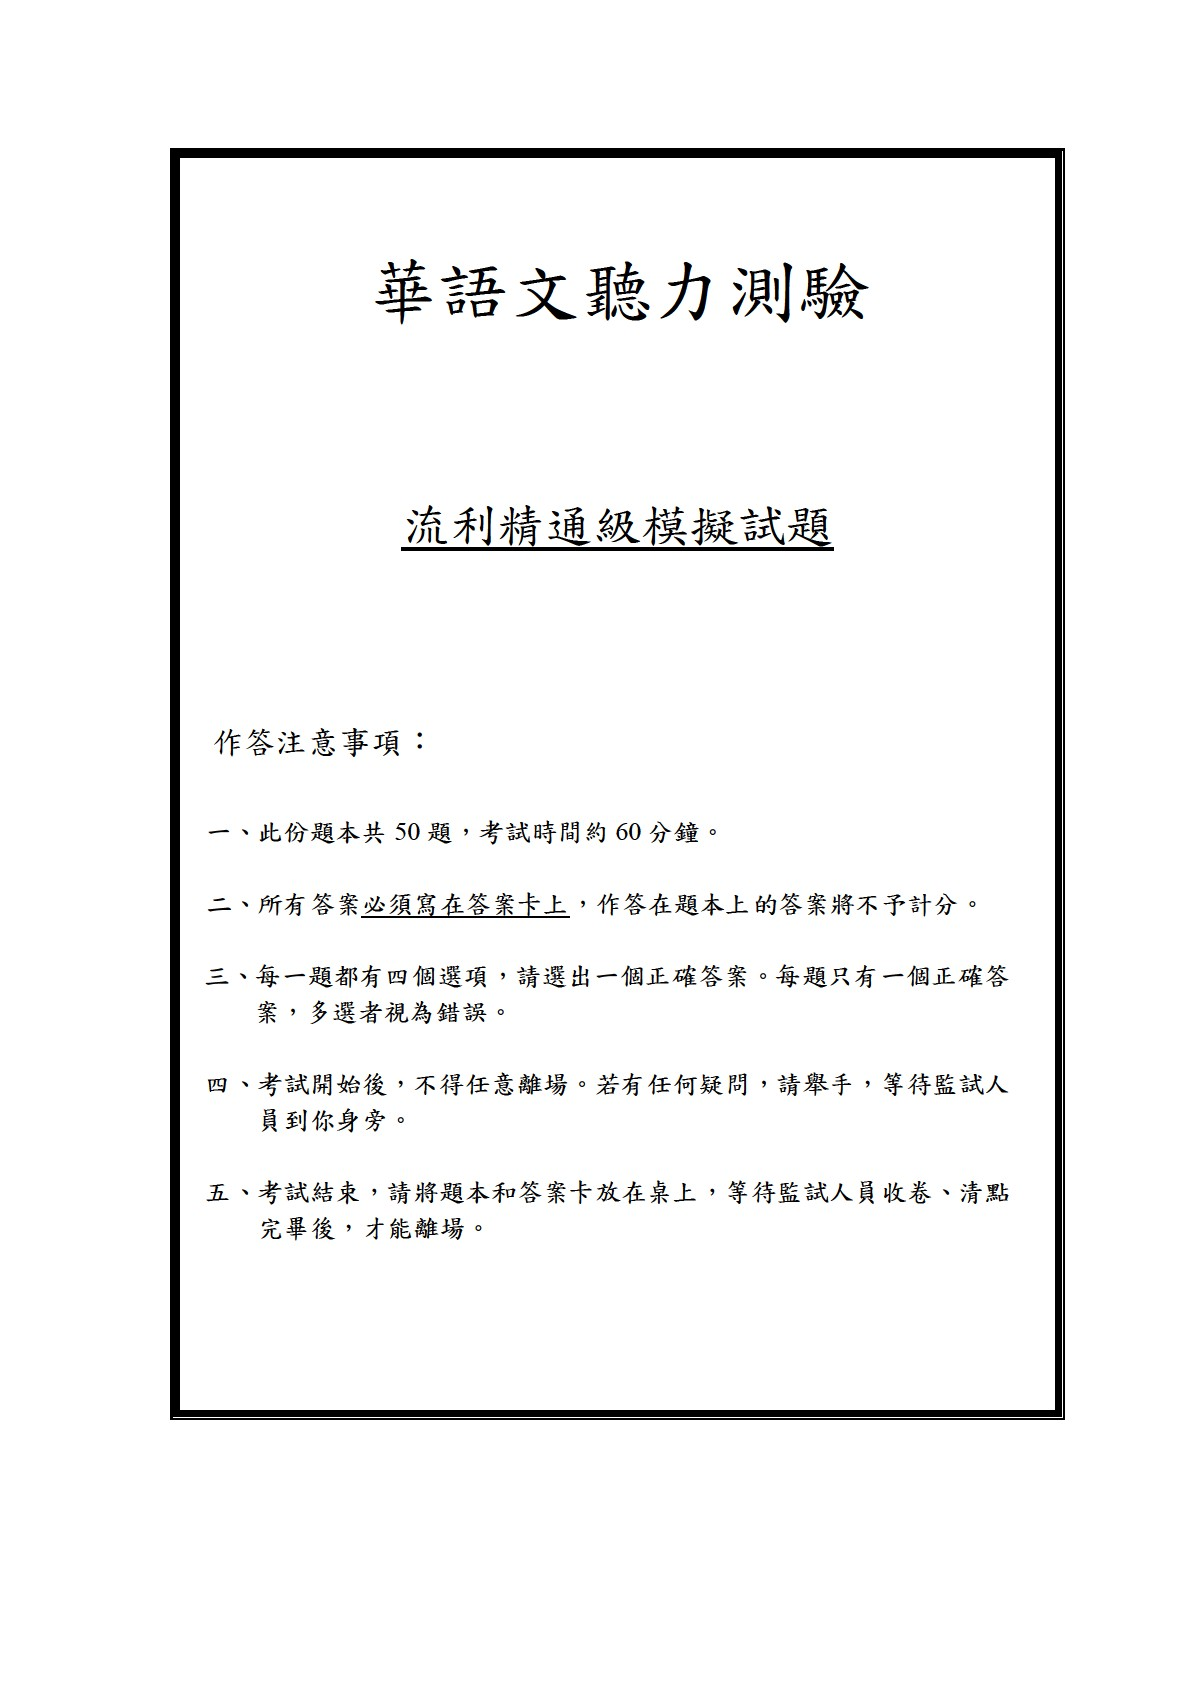 華語文聽力測驗
流利精通級模擬試題
作答注意事項：
一、此份題本共 50 題，考試時間約 60 分鐘。
二、所有答案必須寫在答案卡上，作答在題本上的答案將不予計分。
三、每一題都有四個選項，請選出一個正確答案。每題只有一個正確答
案，多選者視為錯誤。
四、考試開始後，不得任意離場。若有任何疑問，請舉手，等待監試人
員到你身旁。
五、考試結束，請將題本和答案卡放在桌上，等待監試人員收卷、清點
完畢後，才能離場。